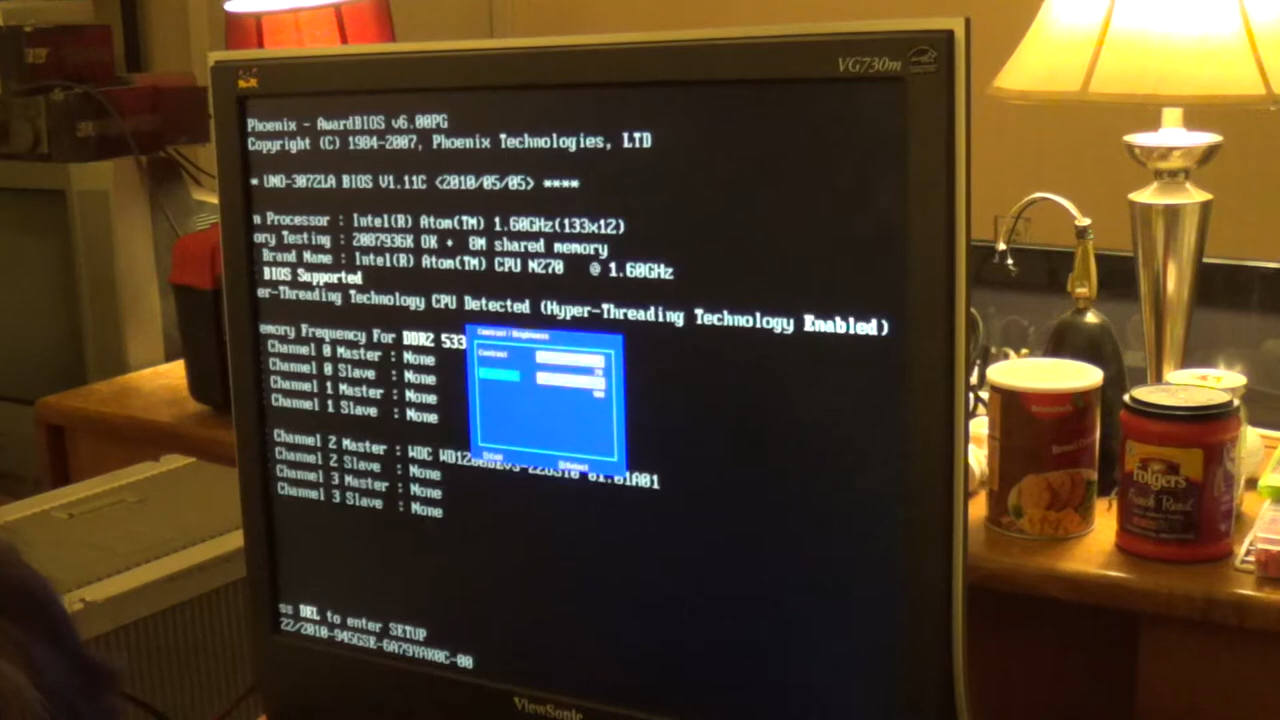 VG730m
Phoenix - AwardBIOS v6.00PG
Copyright (C) 1984-2007, Phoenix Technologies, LTD
* UNO-3072LA BIOS V1.11C <2010/05/05> ****
n Processor : Intel(R) Atom(TM) 1.60GHz(133x12)
ory Testing : 2087936K OK + 8M shared memory
Brand Name : Intel(R) Atom(TM) CPU N270 @ 1.60GHz
BIOS Supported
er-Threading Technology CPU Detected (Hyper-Threading Technology Enabled)
emory Frequency For DDR2 533
Contrast/Brightness
Contrast
Channel 0 Master : None
Channel 0 Slave : None
Channel 1 Master : None
Channel 1 Slave : None
Channel 2 Master : WDC
Channel 2 Slave : None
Channel 3 Master : None
Channel 3 Slave : None
Exit
Select
ss DEL to enter SETUP
22/2010-945GSE-6A79YAK0C-00
ViewSonic
Folgers